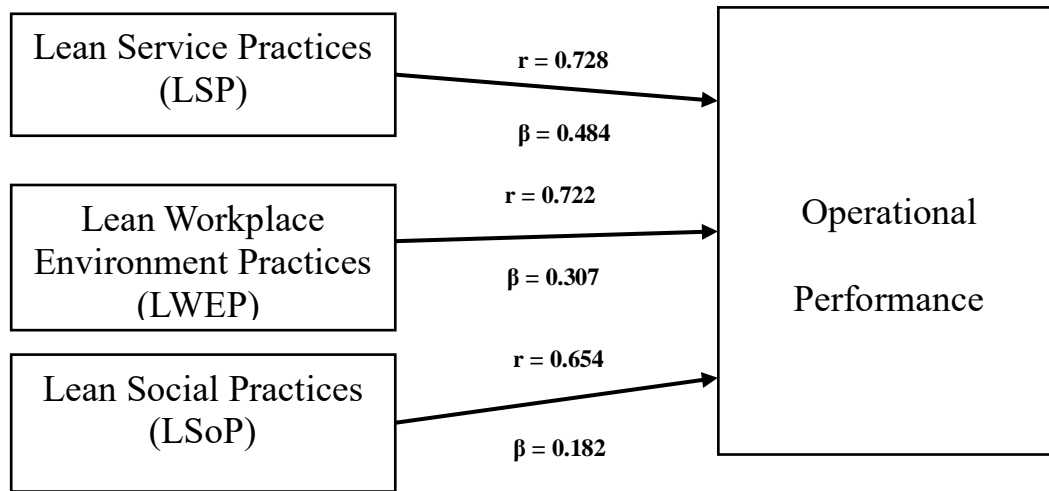 Lean Service Practices
(LSP)
r = 0.728
β = 0.484
Lean Workplace
Environment Practices
(LWEP)
r = 0.722
β = 0.307
Lean Social Practices
(LSoP)
r = 0.654
β = 0.182
Operational
Performance